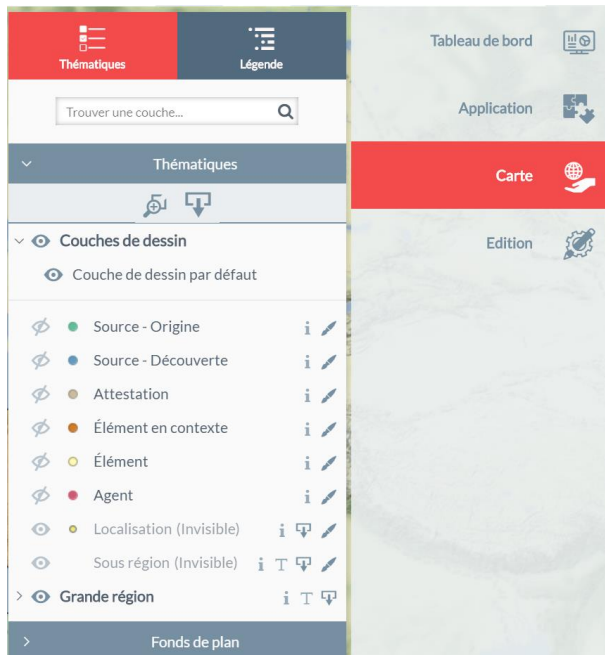 Thématiques
Légende
Trouver une couche...
Thématiques
Couches de dessin
Couche de dessin par défaut
Source - Origine
Source - Découverte
Attestation
Élément en contexte
Élément
Agent
Localisation (Invisible)
Sous région (Invisible)
Grande région
Fonds de plan
Tableau de bord
Application
Carte
Edition